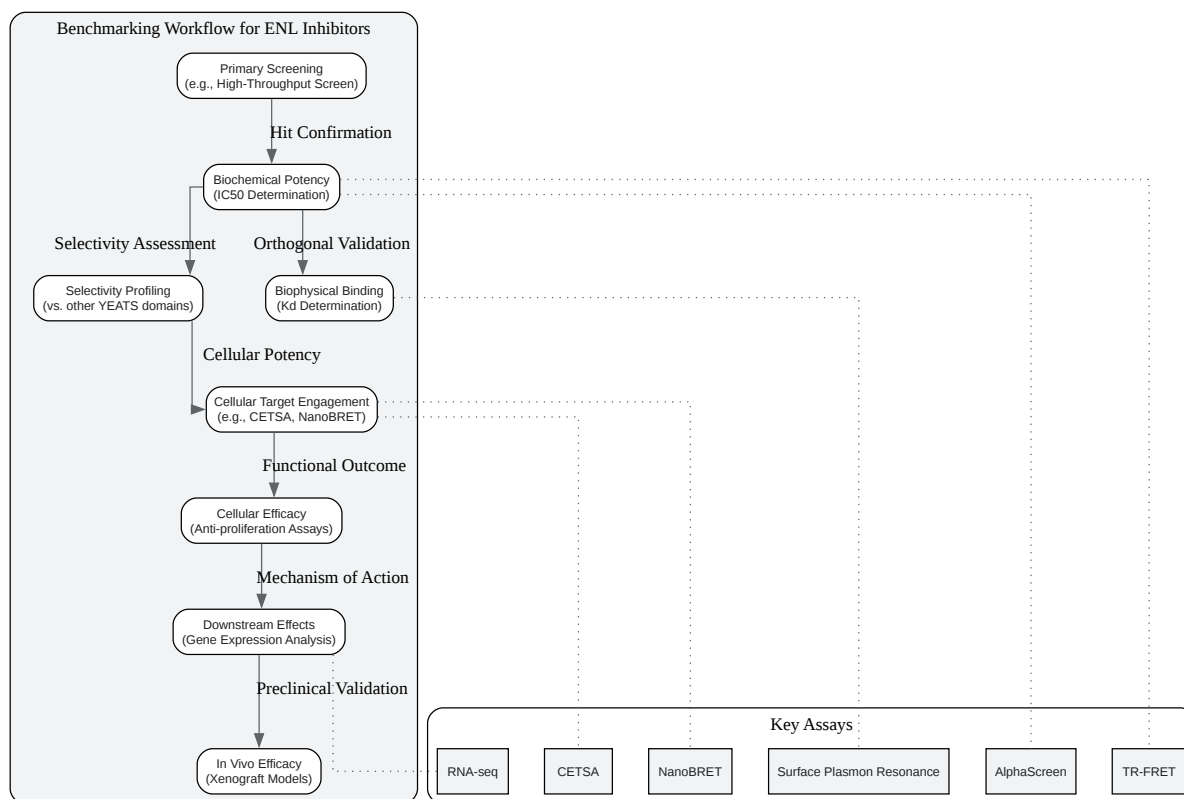 Benchmarking Workflow for ENL Inhibitors
Primary Screening
(e.g., High-Throughput Screen)
Hit Confirmation
Biochemical Potency
(IC50 Determination)
Selectivity Assessment
Orthogonal Validation
Selectivity Profiling
(vs. other YEATS domains)
Biophysical Binding
(Kd Determination)
Cellular Potency
Cellular Target Engagement
(e.g., CETSA, NanoBRET)
Functional Outcome
Cellular Efficacy
(Anti-proliferation Assays)
Mechanism of Action
Downstream Effects
(Gene Expression Analysis)
Preclinical Validation
In Vivo Efficacy
(Xenograft Models)
Key Assays
RNA-seq
CETSA
NanoBRET
Surface Plasmon Resonance
AlphaScreen
TR-FRET